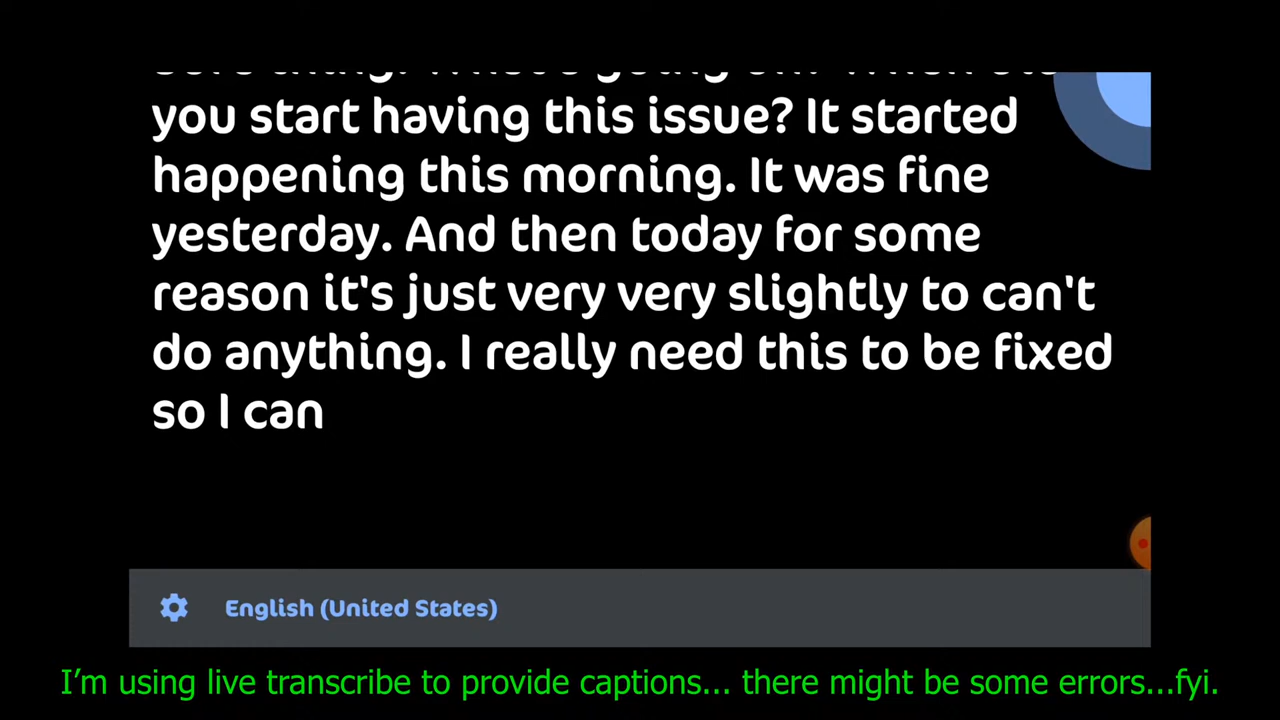 you start having this issue? It started
happening this morning. It was fine
yesterday. And then today for some
reason it's just very very slightly to can't
do anything. I really need this to be fixed
so I can
English (United States)
I'm using live transcribe to provide captions... there might be some errors...fyi.